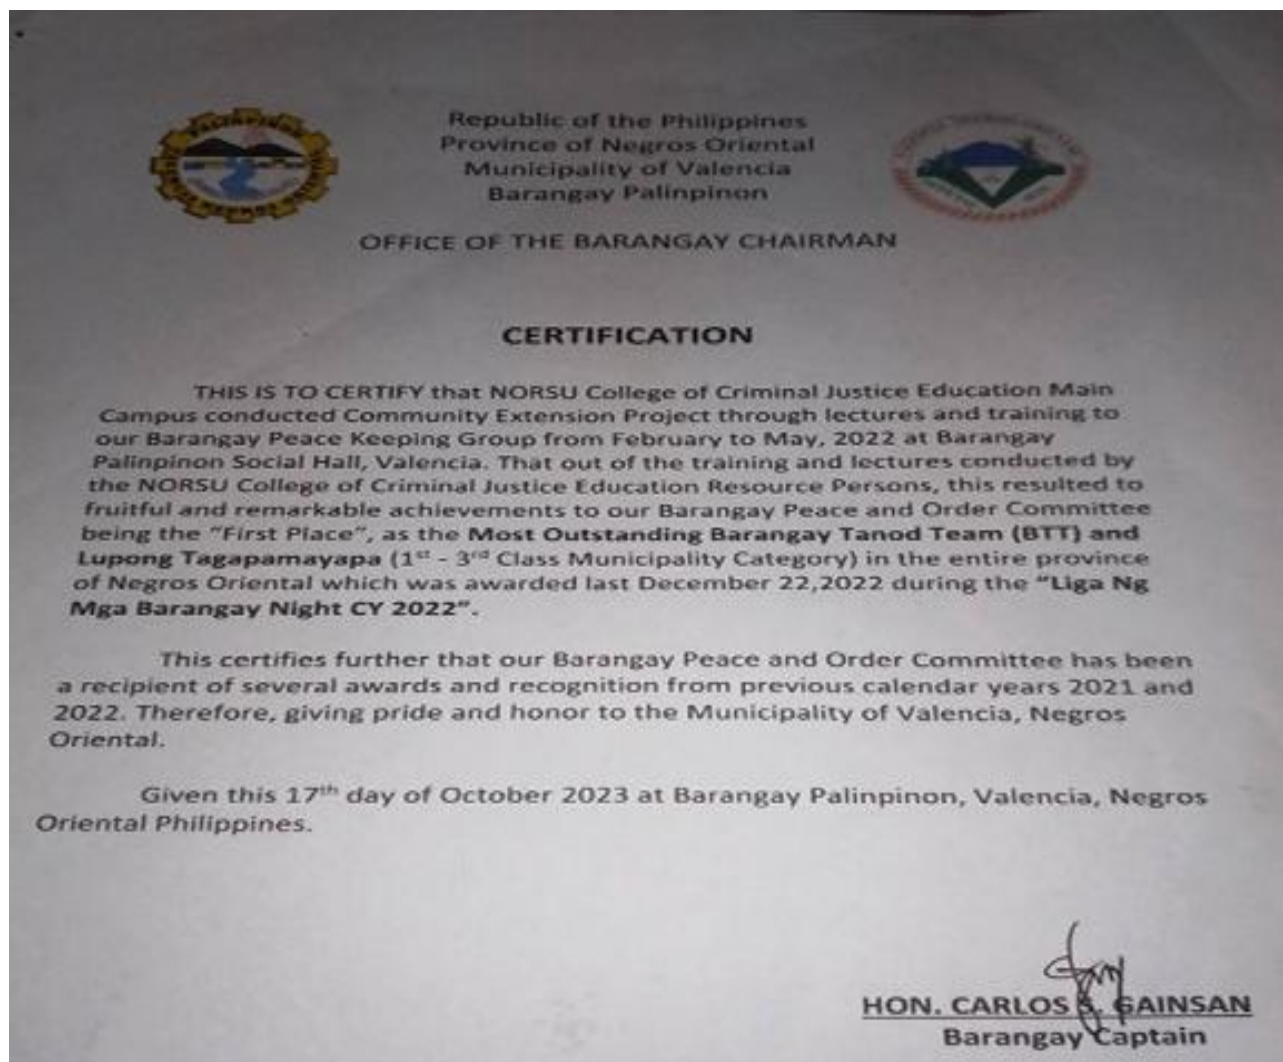 Republic of the Philippines
Province of Negros Oriental
Municipality of Valencia
Barangay Palinpinon
OFFICE OF THE BARANGAY CHAIRMAN
CERTIFICATION
THIS IS TO CERTIFY that NORSU College of Criminal Justice Education Main
Campus conducted Community Extension Project through lectures and training to
our Barangay Peace Keeping Group from February to May, 2022 at Barangay
Palinpinon Social Hall, Valencia. That out of the training and lectures conducted by
the NORSU College of Criminal Justice Education Resource Persons, this resulted to
fruitful and remarkable achievements to our Barangay Peace and Order Committee
being the “First Place”, as the Most Outstanding Barangay Tanod Team (BTT) and
Lupong Tagapamayapa (1st - 3rd Class Municipality Category) in the entire province
of Negros Oriental which was awarded last December 22,2022 during the “Liga Ng
Mga Barangay Night CY 2022”.
This certifies further that our Barangay Peace and Order Committee has been
a recipient of several awards and recognition from previous calendar years 2021 and
2022. Therefore, giving pride and honor to the Municipality of Valencia, Negros
Oriental.
Given this 17th day of October 2023 at Barangay Palinpinon, Valencia, Negros
Oriental Philippines.
HON. CARLOS S. GAINSAN
Barangay Captain